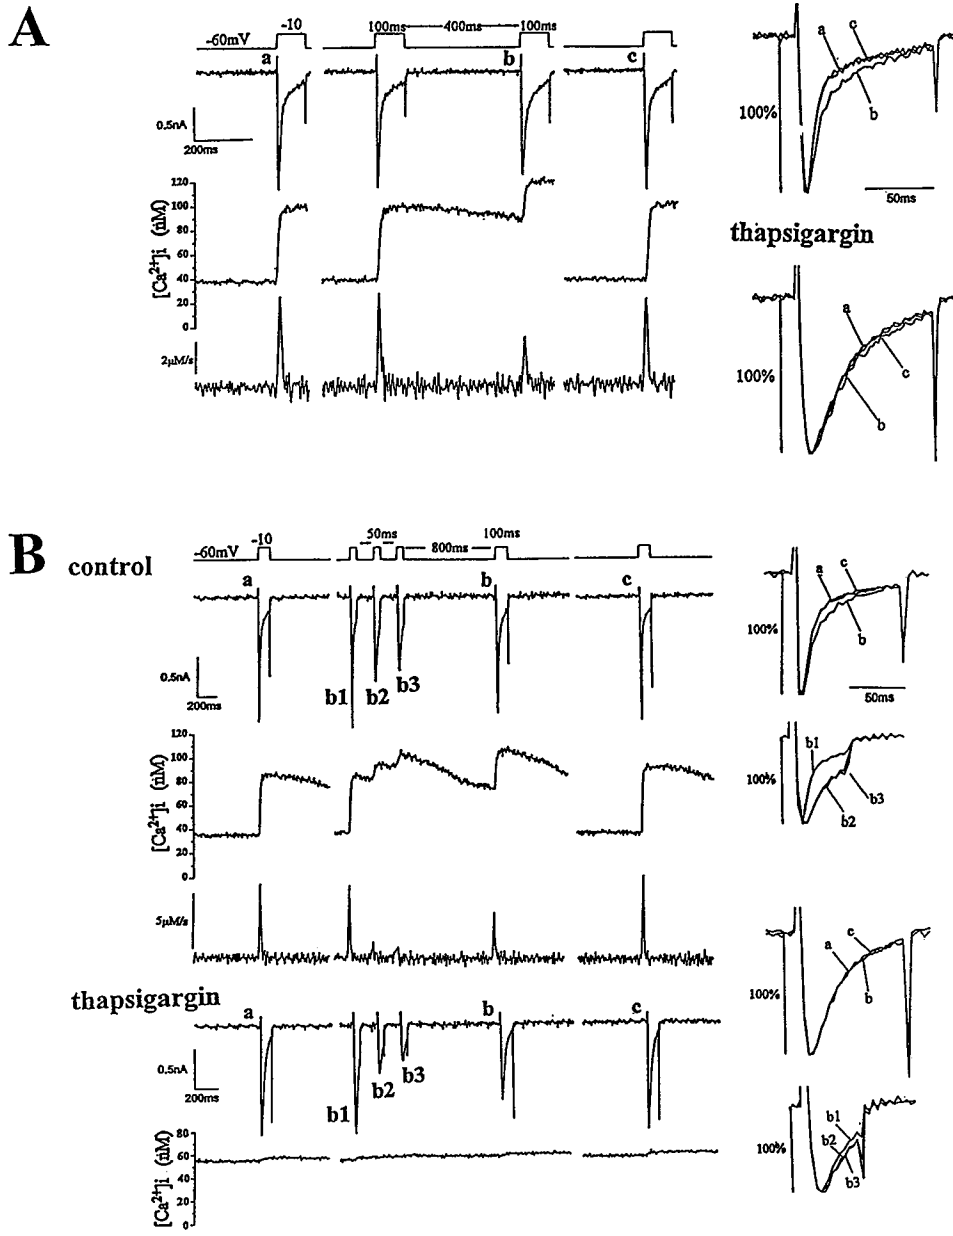 A
-60mV
-10
100ms
400ms
100ms
a
b
c
0.5nA
200ms
[Ca2+]i (nM)
120
100
80
60
40
20
0
2µM/s
a
c
b
100%
50ms
thapsigargin
a
c
b
100%
B
control
-60mV
-10
50ms
800ms
100ms
a
b
c
b1
b2
b3
0.5nA
200ms
[Ca2+]i (nM)
120
100
80
60
40
20
0
5µM/s
a
c
b
100%
50ms
b1
b2
b3
100%
thapsigargin
a
b
c
b1
b2
b3
0.5nA
200ms
[Ca2+]i (nM)
80
60
40
20
0
a
c
b
100%
b1
b2
b3
100%